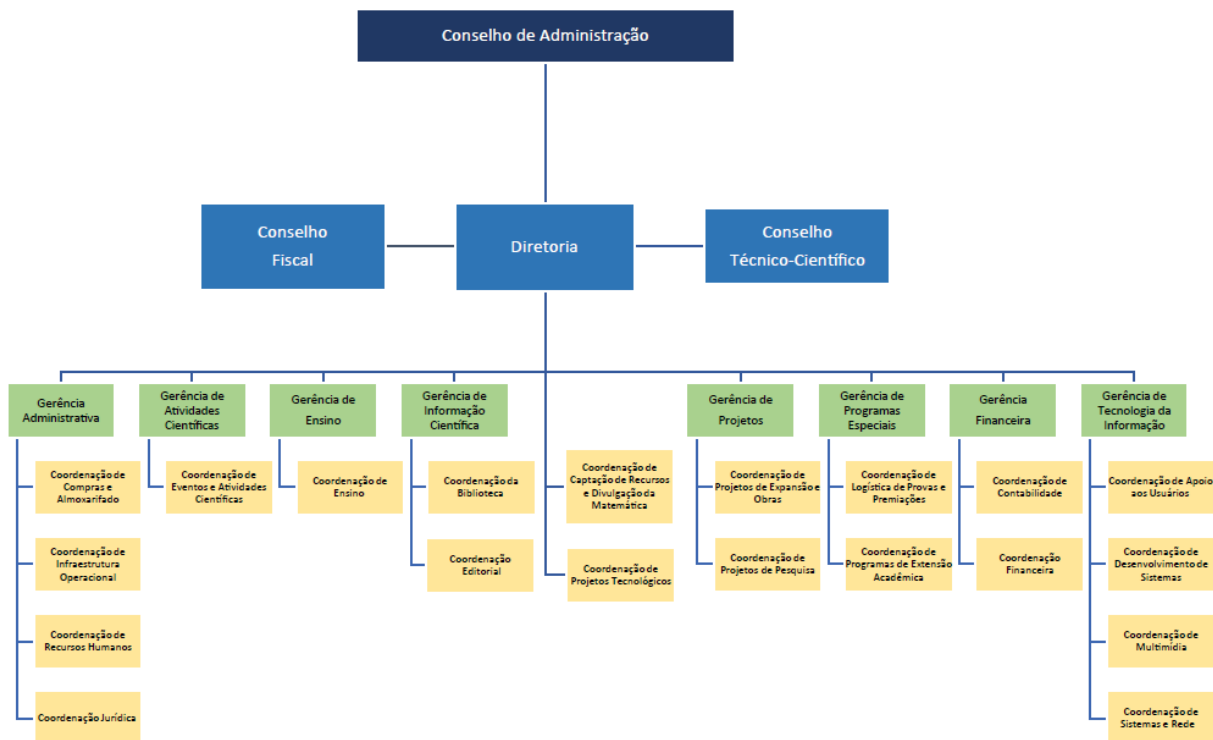 Conselho de Administração
Conselho
Fiscal
Diretoria
Conselho
Técnico-Científico
Gerência
Administrativa
Gerência de
Atividades
Científicas
Gerência de
Ensino
Gerência de
Informação
Científica
Gerência de
Projetos
Gerência de
Programas
Especiais
Gerência
Financeira
Gerência de
Tecnologia da
Informação
Coordenação de
Compras e
Almoxarifado
Coordenação de
Eventos e Atividades
Científicas
Coordenação de
Ensino
Coordenação da
Biblioteca
Coordenação de
Captação de Recursos
e Divulgação da
Matemática
Coordenação de
Projetos de Expansão e
Obras
Coordenação de
Logística de Provas e
Premiações
Coordenação de
Contabilidade
Coordenação de Apoio
aos Usuários
Coordenação de
Infraestrutura
Operacional
Coordenação
Editorial
Coordenação de
Projetos Tecnológicos
Coordenação de
Projetos de Pesquisa
Coordenação de
Programas de Extensão
Acadêmica
Coordenação
Financeira
Coordenação de
Desenvolvimento de
Sistemas
Coordenação de
Recursos Humanos
Coordenação de
Multimídia
Coordenação Jurídica
Coordenação de
Sistemas e Rede